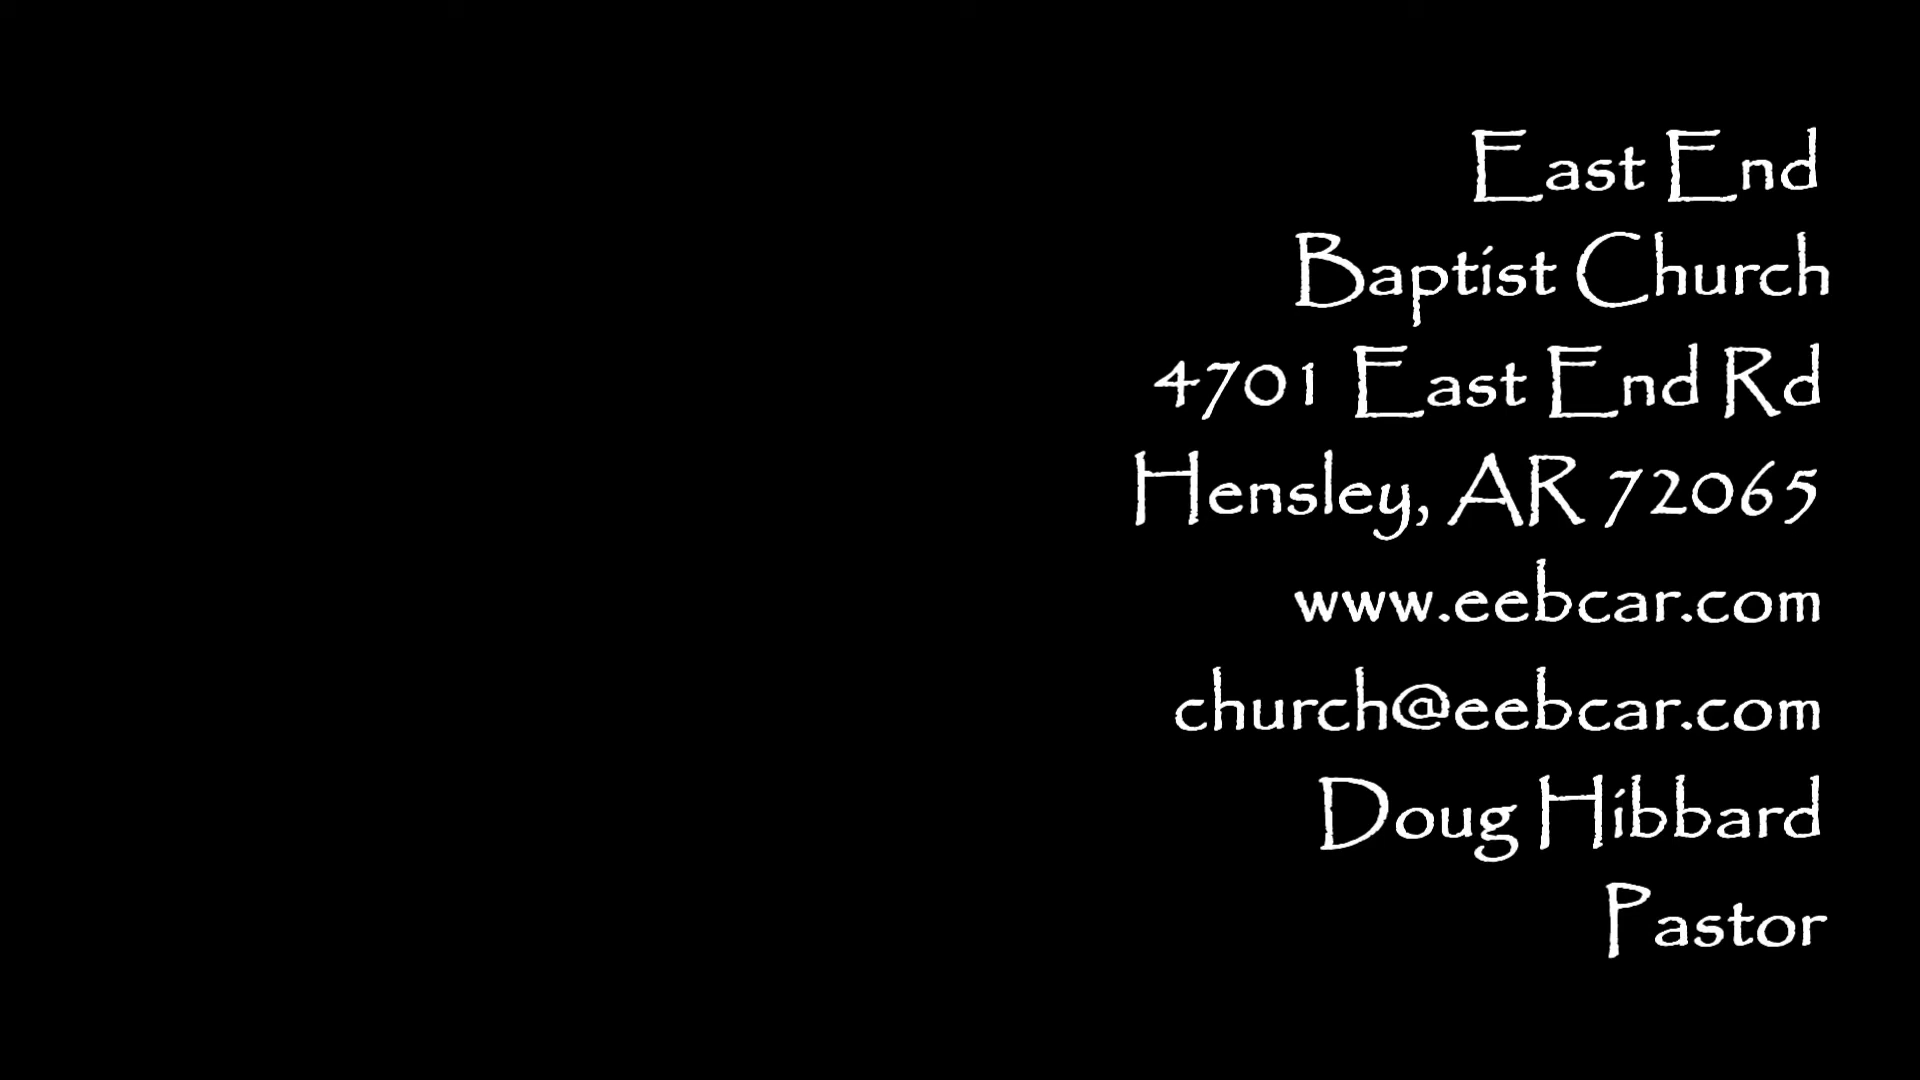 East End
Baptist Church
4701 East End Rd
Hensley, AR 72065
www.eebcar.com
church@eebcar.com
Doug Hibbard
Pastor